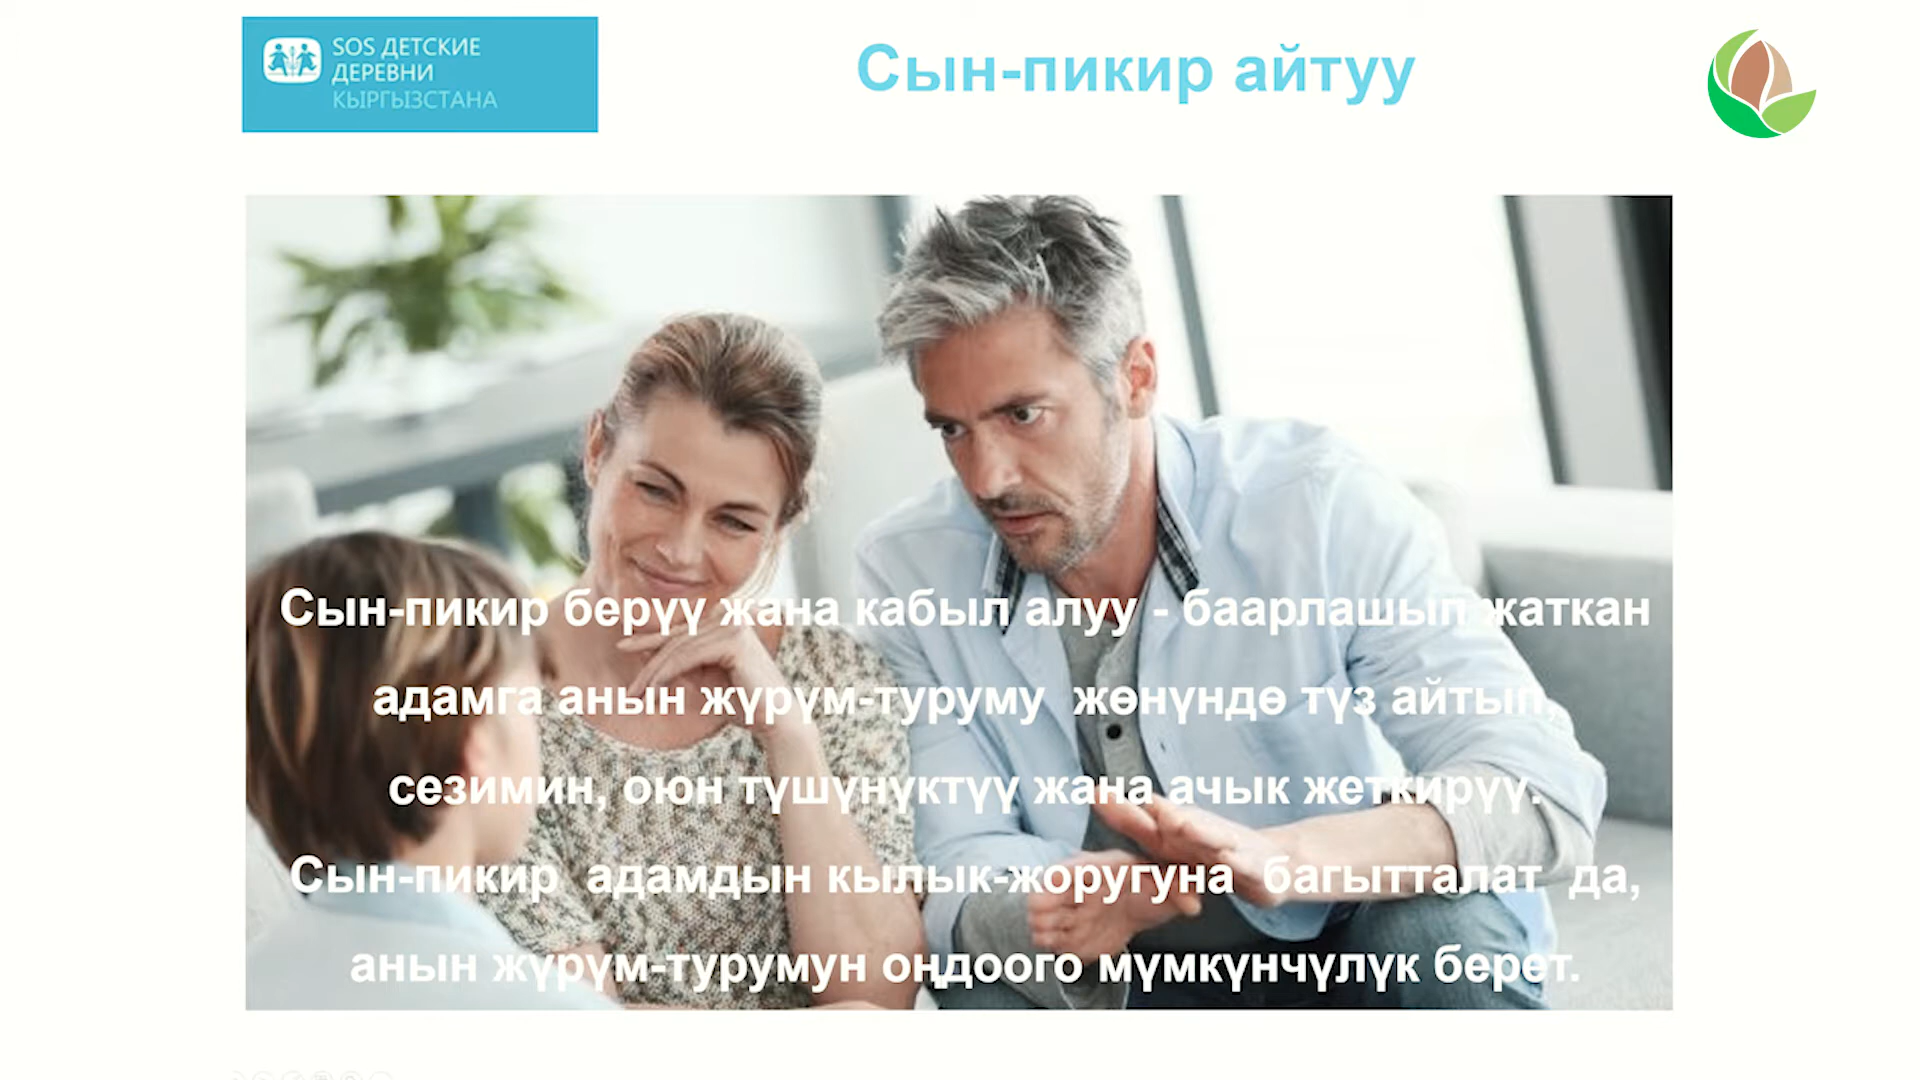 SOS ДЕТСКИЕ
ДЕРЕВНИ
КЫРГЫЗСТАНА
Сын-пикир айтуу
Сын-пикир берүү жана кабыл алуу - баарлашып жаткан
адамга анын жүрүм-туруму жөнүндө түз айтып,
сезимин, оюн түшүнүктүү жана ачык жеткирүү.
Сын-пикир адамдын кылык-жоругуна багытталат да,
анын жүрүм-турумун оңдоого мүмкүнчүлүк берет.